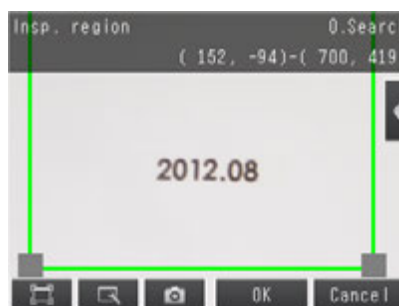 Insp. region 0.Searc
( 152, -94)-( 700, 419
2012.08
OK Cancel